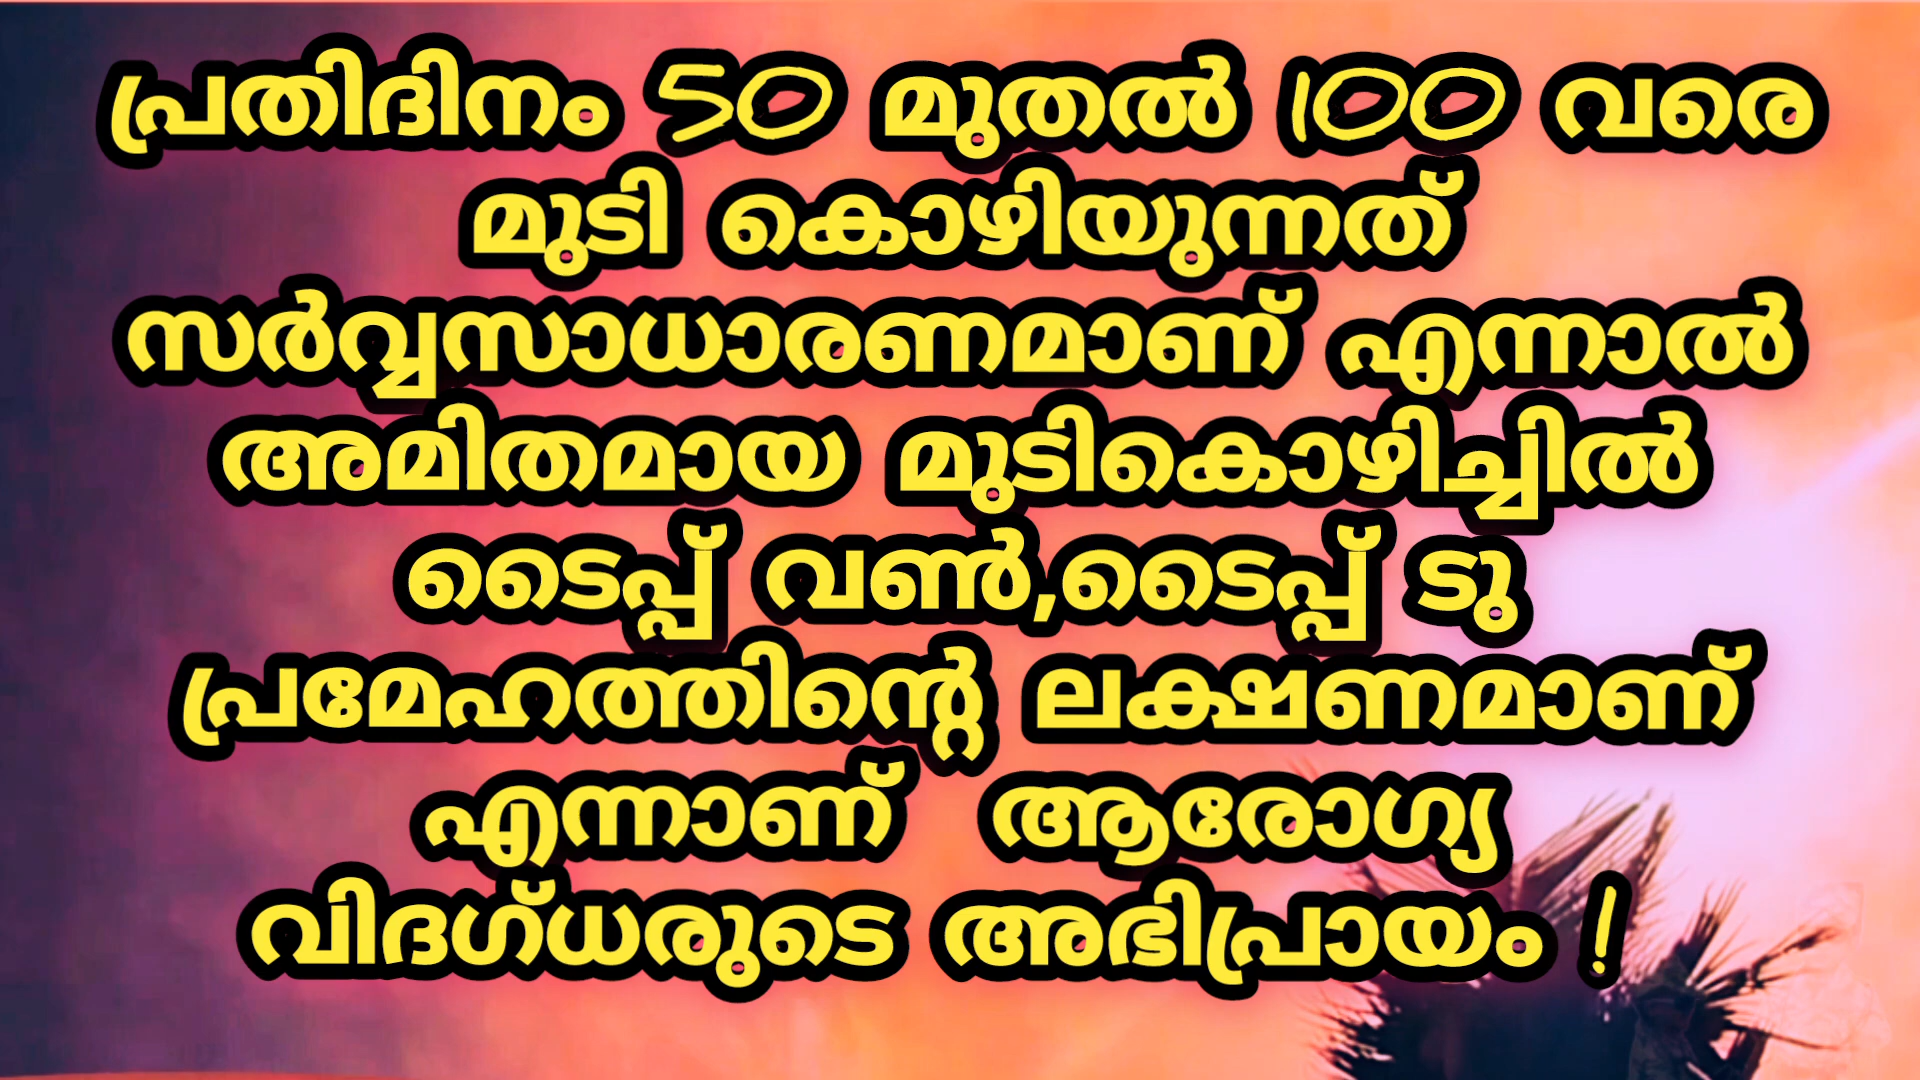 പ്രതിദിനം 50 മുതൽ 100 വരെ
മുടി കൊഴിയുന്നത്
സർവ്വസാധാരണമാണ് എന്നാൽ
അമിതമായ മുടികൊഴിച്ചിൽ
ടൈപ്പ് വൺ,ടൈപ്പ് ടു
പ്രമേഹത്തിന്റെ ലക്ഷണമാണ്
എന്നാണ് ആരോഗ്യ
വിദഗ്ധരുടെ അഭിപ്രായം !